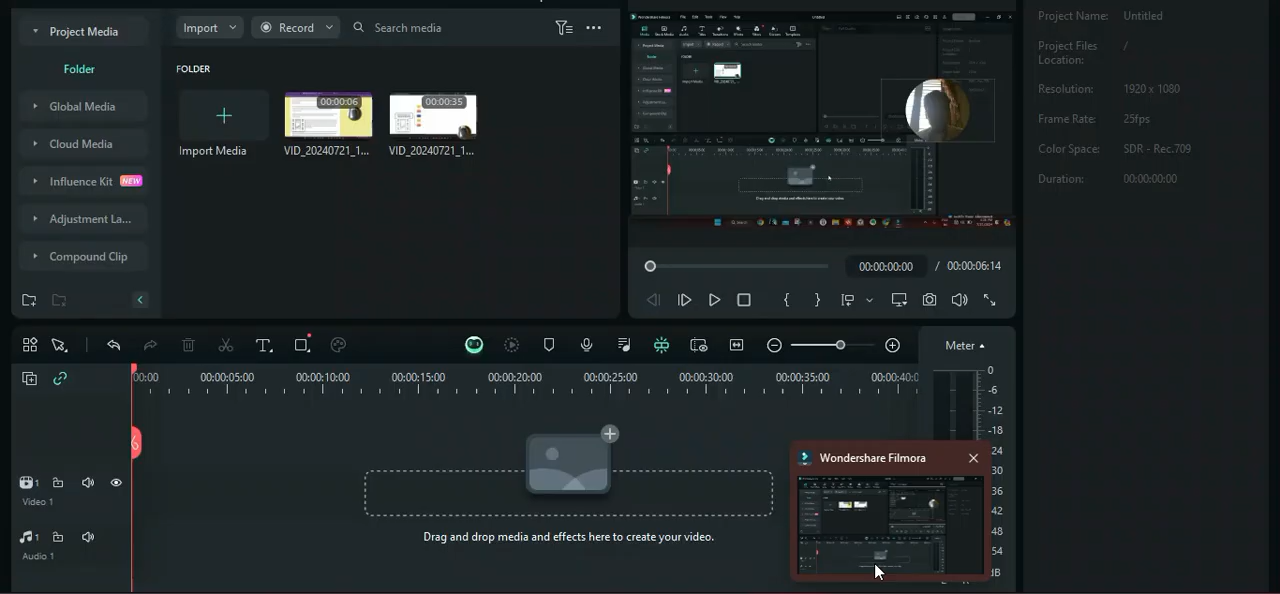 Project Media
Import
Record
Search media
Project Name: Untitled
Project Files Location: /
Resolution: 1920 x 1080
Frame Rate: 25fps
Color Space: SDR - Rec.709
Duration: 00:00:00:00
Folder
FOLDER
Global Media
00:00:06
00:00:35
Cloud Media
Import Media
VID_20240721_1...
VID_20240721_1...
Influence Kit NEW
Adjustment La...
Compound Clip
00:00:00:00 / 00:00:06:14
Meter
00:00
00:00:05:00
00:00:10:00
00:00:15:00
00:00:20:00
00:00:25:00
00:00:30:00
00:00:35:00
00:00:40:0
0
-6
-12
-18
24
36
42
48
54
dB
Wondershare Filmora
1
Video 1
Drag and drop media and effects here to create your video.
1
Audio 1